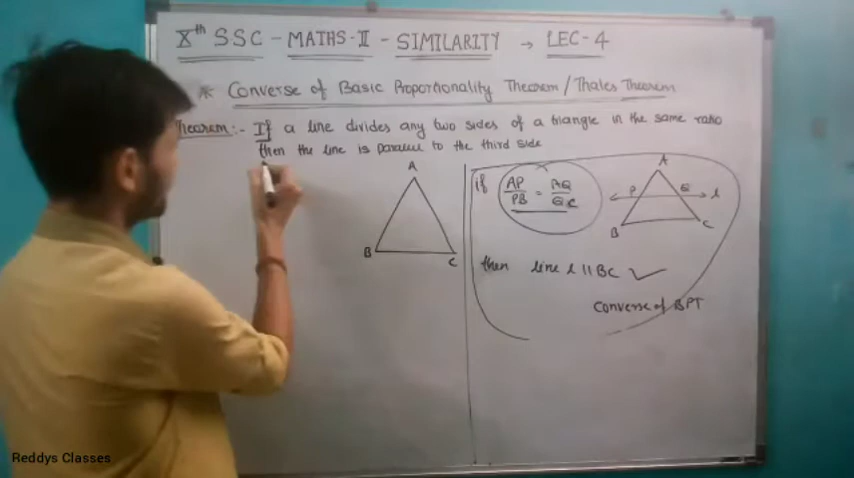 Xth SSC - MATHS-II - SIMILARITY → LEC-4
* Converse of Basic Proportionality Theorem / Thales Theorem
Theorem:- If a line divides any two sides of a triangle in the same ratio
then the line is parallel to the third side
A
B
C
if AP/PB = AQ/QC
A
P
Q
l
B
C
then line l || BC ✓
Converse of BPT
Reddys Classes